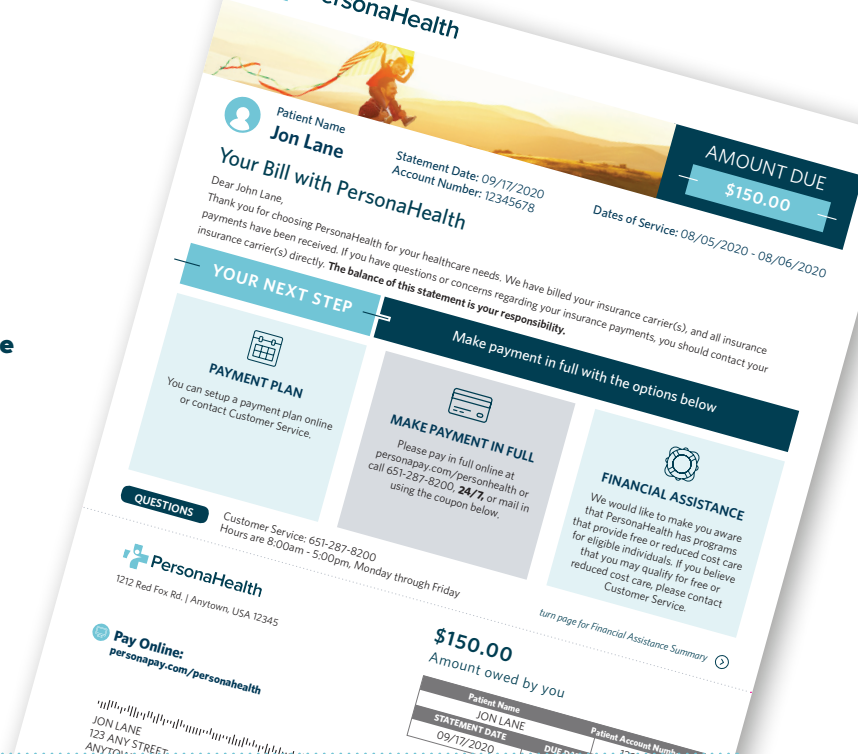 PersonaHealth
e
AMOUNT DUE
$150.00
Patient Name
Jon Lane
Statement Date: 09/17/2020
Account Number: 12345678
Dates of Service: 08/05/2020 - 08/06/2020
Your Bill with PersonaHealth
Dear John Lane,
Thank you for choosing PersonaHealth for your healthcare needs. We have billed your insurance carrier(s), and all insurance
payments have been received. If you have questions or concerns regarding your insurance payments, you should contact your
insurance carrier(s) directly. The balance of this statement is your responsibility.
YOUR NEXT STEP
Make payment in full with the options below
PAYMENT PLAN
You can setup a payment plan online
or contact Customer Service.
MAKE PAYMENT IN FULL
Please pay in full online at
personapay.com/personhealth or
call 651-287-8200, 24/7, or mail in
using the coupon below.
FINANCIAL ASSISTANCE
We would like to make you aware
that PersonaHealth has programs
that provide free or reduced cost care
for eligible individuals. If you believe
that you may qualify for free or
reduced cost care, please contact
Customer Service.
QUESTIONS
Customer Service: 651-287-8200
Hours are 8:00am - 5:00pm, Monday through Friday
turn page for Financial Assistance Summary
PersonaHealth
1212 Red Fox Rd. | Anytown, USA 12345
Pay Online:
personapay.com/personahealth
$150.00
Amount owed by you
Patient Name
Patient Account Number
JON LANE
STATEMENT DATE
09/17/2020
JON LANE
123 ANY STREET